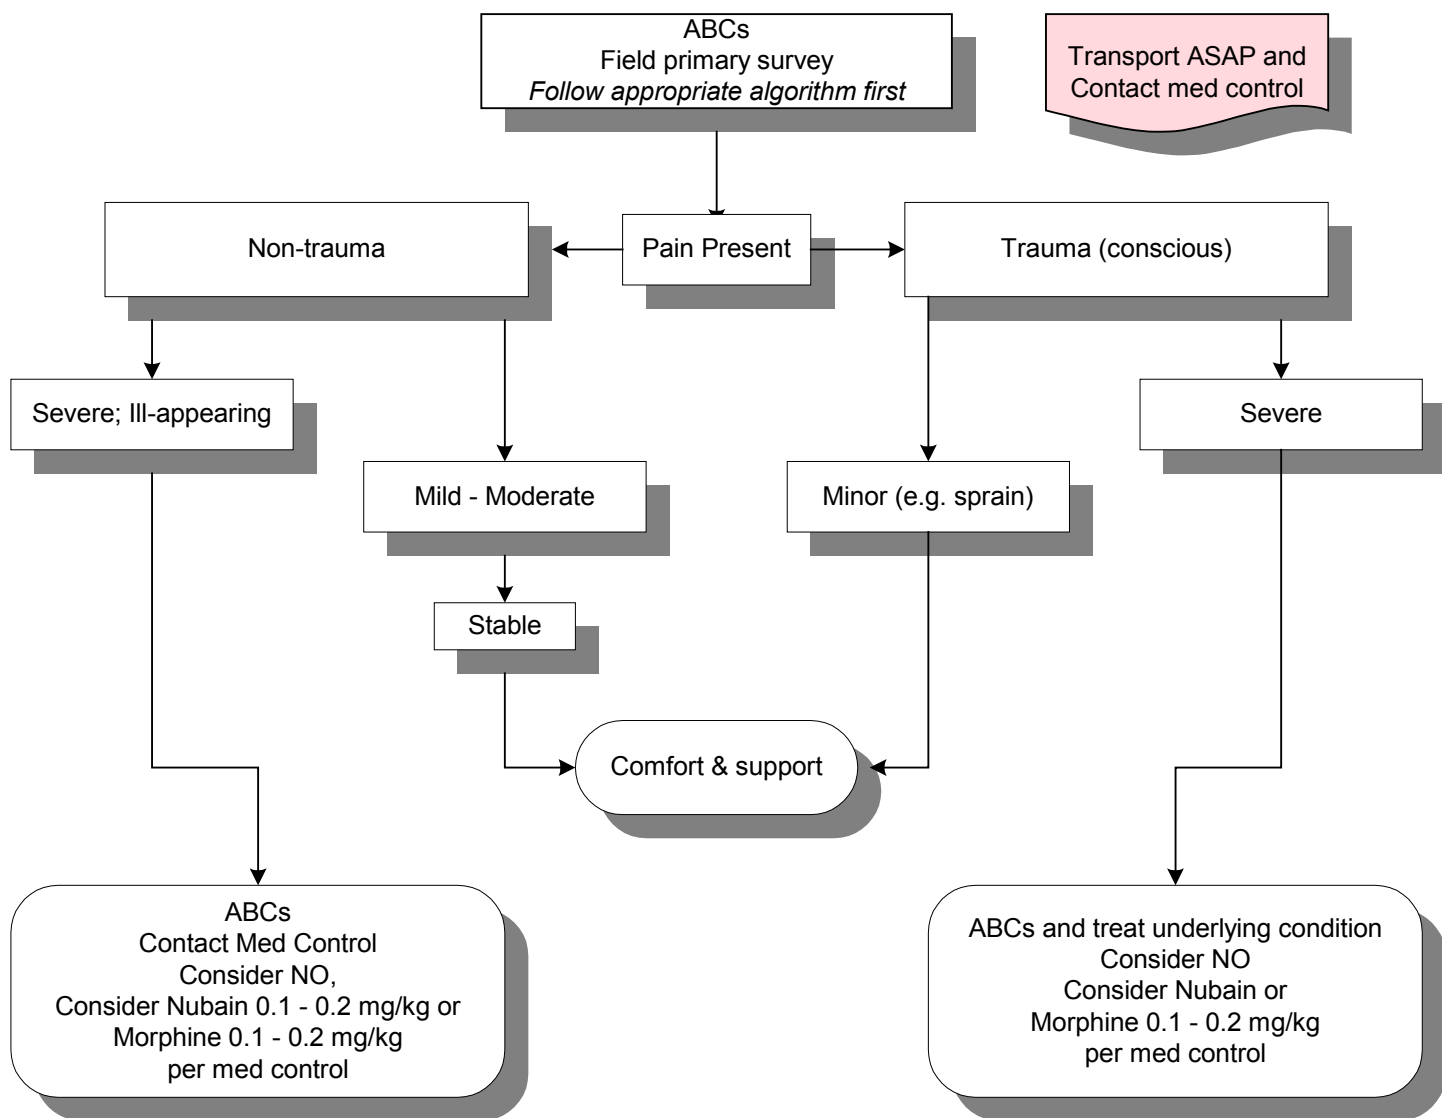 ABCs
Field primary survey
Follow appropriate algorithm first
Transport ASAP and
Contact med control
Non-trauma
Pain Present
Trauma (conscious)
Severe; Ill-appearing
Severe
Mild - Moderate
Minor (e.g. sprain)
Stable
Comfort & support
ABCs
Contact Med Control
Consider NO,
Consider Nubain 0.1 - 0.2 mg/kg or
Morphine 0.1 - 0.2 mg/kg
per med control
ABCs and treat underlying condition
Consider NO
Consider Nubain or
Morphine 0.1 - 0.2 mg/kg
per med control